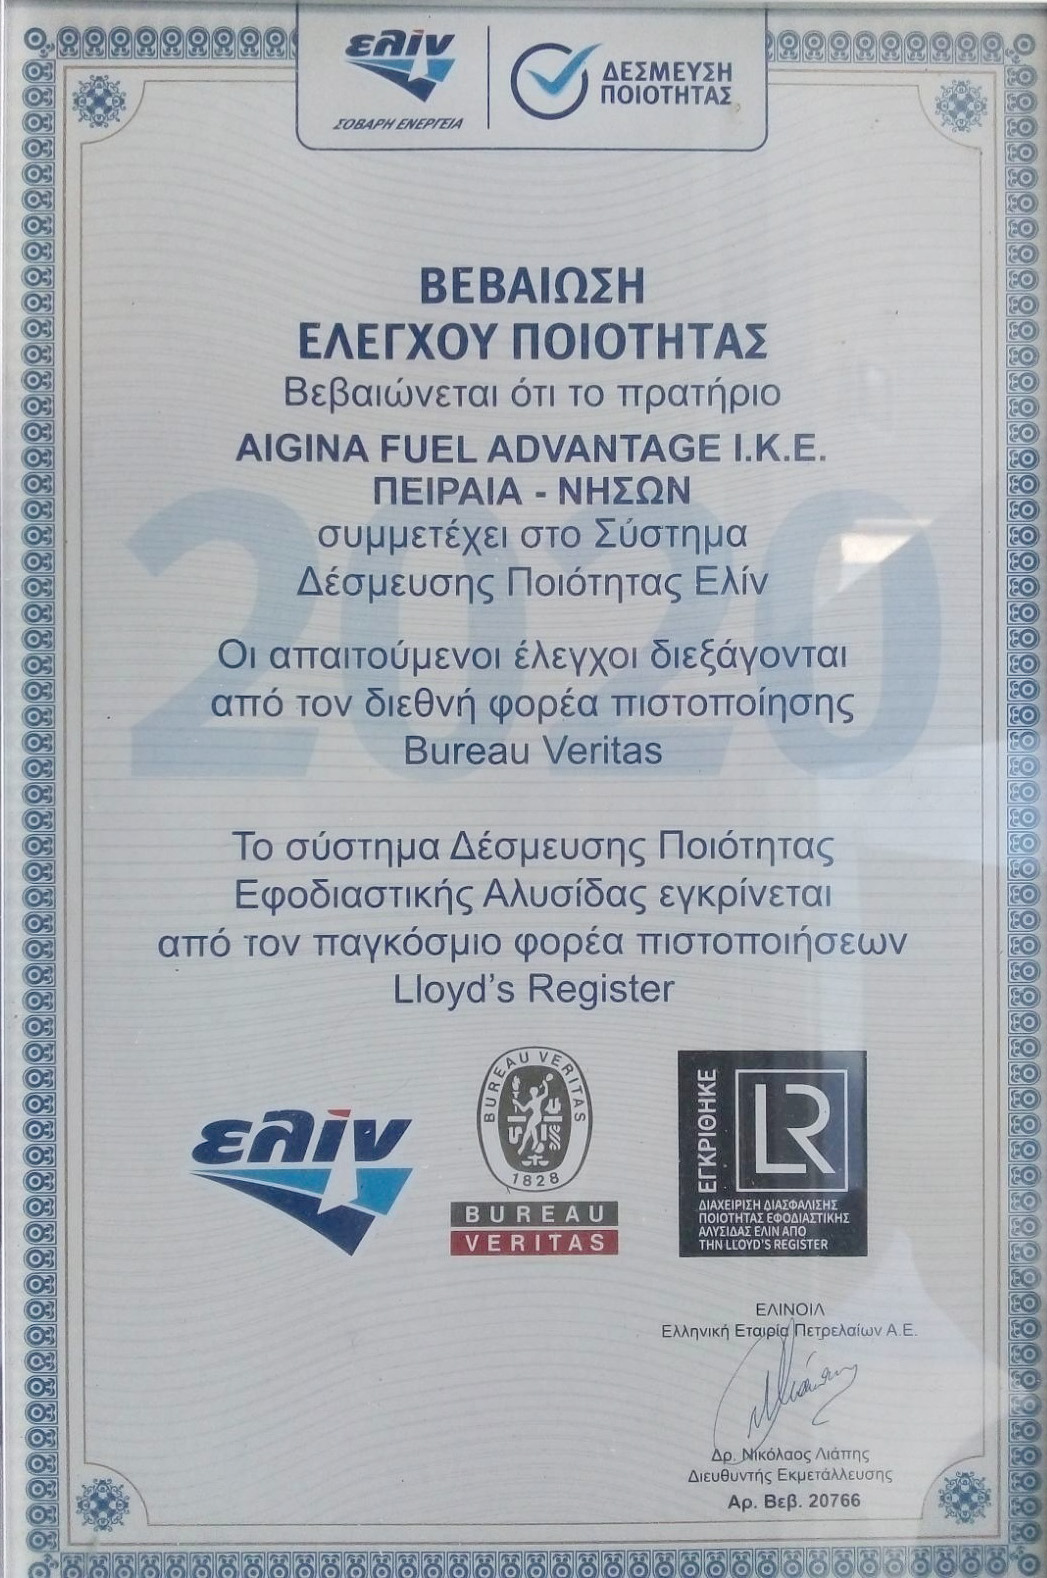 ελίν
ΣΟΒΑΡΗ ΕΝΕΡΓΕΙΑ
ΔΕΣΜΕΥΣΗ
ΠΟΙΟΤΗΤΑΣ
ΒΕΒΑΙΩΣΗ
ΕΛΕΓΧΟΥ ΠΟΙΟΤΗΤΑΣ
Βεβαιώνεται ότι το πρατήριο
AIGINA FUEL ADVANTAGE Ι.Κ.Ε.
ΠΕΙΡΑΙΑ - ΝΗΣΩΝ
2020
συμμετέχει στο Σύστημα
Δέσμευσης Ποιότητας Ελίν
Οι απαιτούμενοι έλεγχοι διεξάγονται
από τον διεθνή φορέα πιστοποίησης
Bureau Veritas
Το σύστημα Δέσμευσης Ποιότητας
Εφοδιαστικής Αλυσίδας εγκρίνεται
από τον παγκόσμιο φορέα πιστοποιήσεων
Lloyd's Register
ελίν
BUREAU VERITAS
1828
BUREAU
VERITAS
ΕΓΚΡΙΘΗΚΕ
LR
ΔΙΑΧΕΙΡΙΣΗ ΔΙΑΣΦΑΛΙΣΗΣ
ΠΟΙΟΤΗΤΑΣ ΕΦΟΔΙΑΣΤΙΚΗΣ
ΑΛΥΣΙΔΑΣ ΕΛΙΝ ΑΠΟ
ΤΗΝ LLOYD'S REGISTER
ΕΛΙΝΟΙΛ
Ελληνική Εταιρία Πετρελαίων Α.Ε.
Δρ. Νικόλαος Λιάπης
Διευθυντής Εκμετάλλευσης
Αρ. Βεβ. 20766